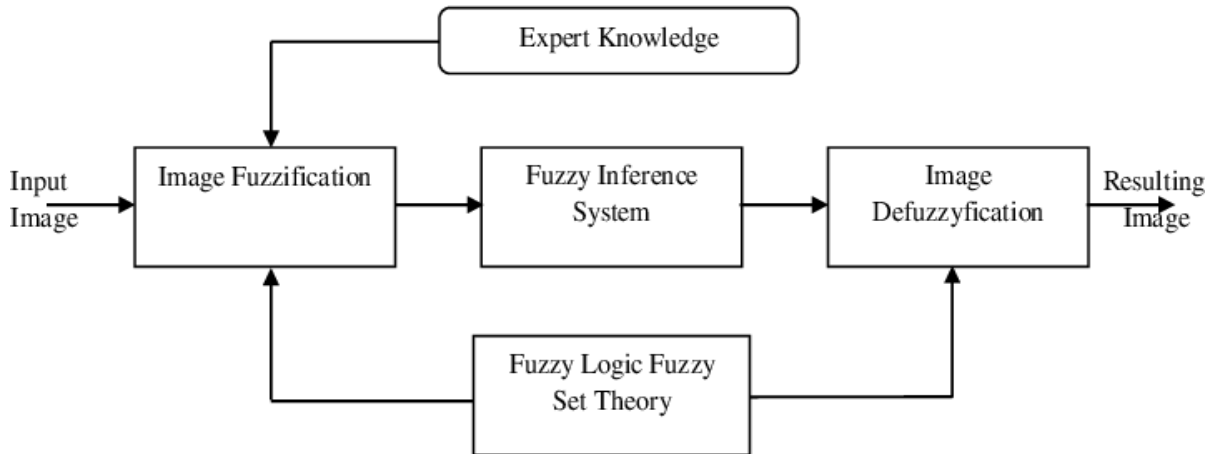 Expert Knowledge
Input
Image
Image Fuzzification
Fuzzy Inference
System
Image
Defuzzyfication
Resulting
Image
Fuzzy Logic Fuzzy
Set Theory